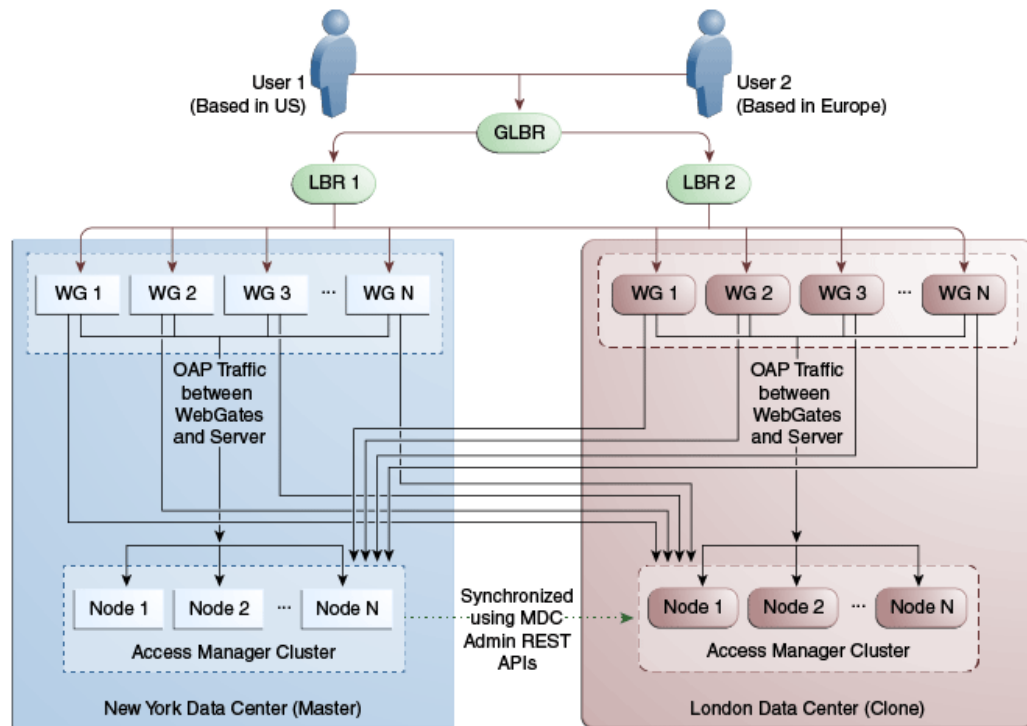 User 1
(Based in US)
User 2
(Based in Europe)
GLBR
LBR 1
LBR 2
WG 1
WG 2
WG 3
...
WG N
WG 1
WG 2
WG 3
...
WG N
OAP Traffic
between
WebGates
and Server
OAP Traffic
between
WebGates
and Server
Node 1
Node 2
...
Node N
Access Manager Cluster
Synchronized
using MDC
Admin REST
APIs
Node 1
Node 2
...
Node N
Access Manager Cluster
New York Data Center (Master)
London Data Center (Clone)